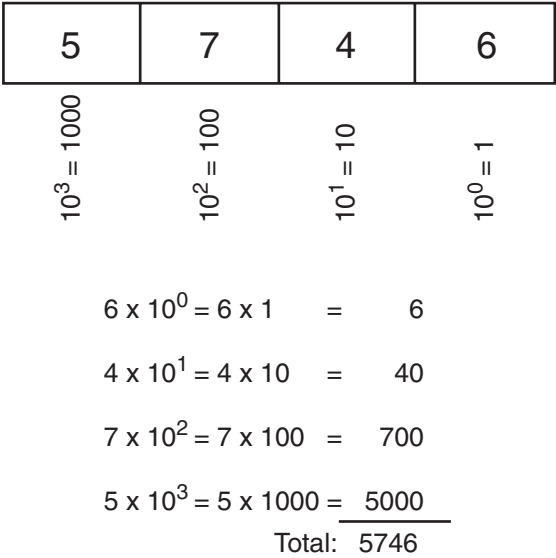 5 7 4 6
10³ = 1000 10² = 100 10¹ = 10 10⁰ = 1
6 x 10⁰ = 6 x 1 = 6
4 x 10¹ = 4 x 10 = 40
7 x 10² = 7 x 100 = 700
5 x 10³ = 5 x 1000 = 5000
Total: 5746